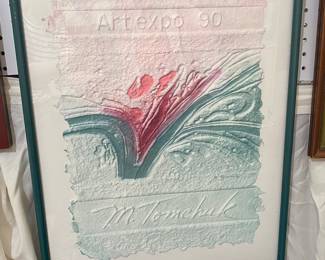 Artexpo 90
M. Tomchuk